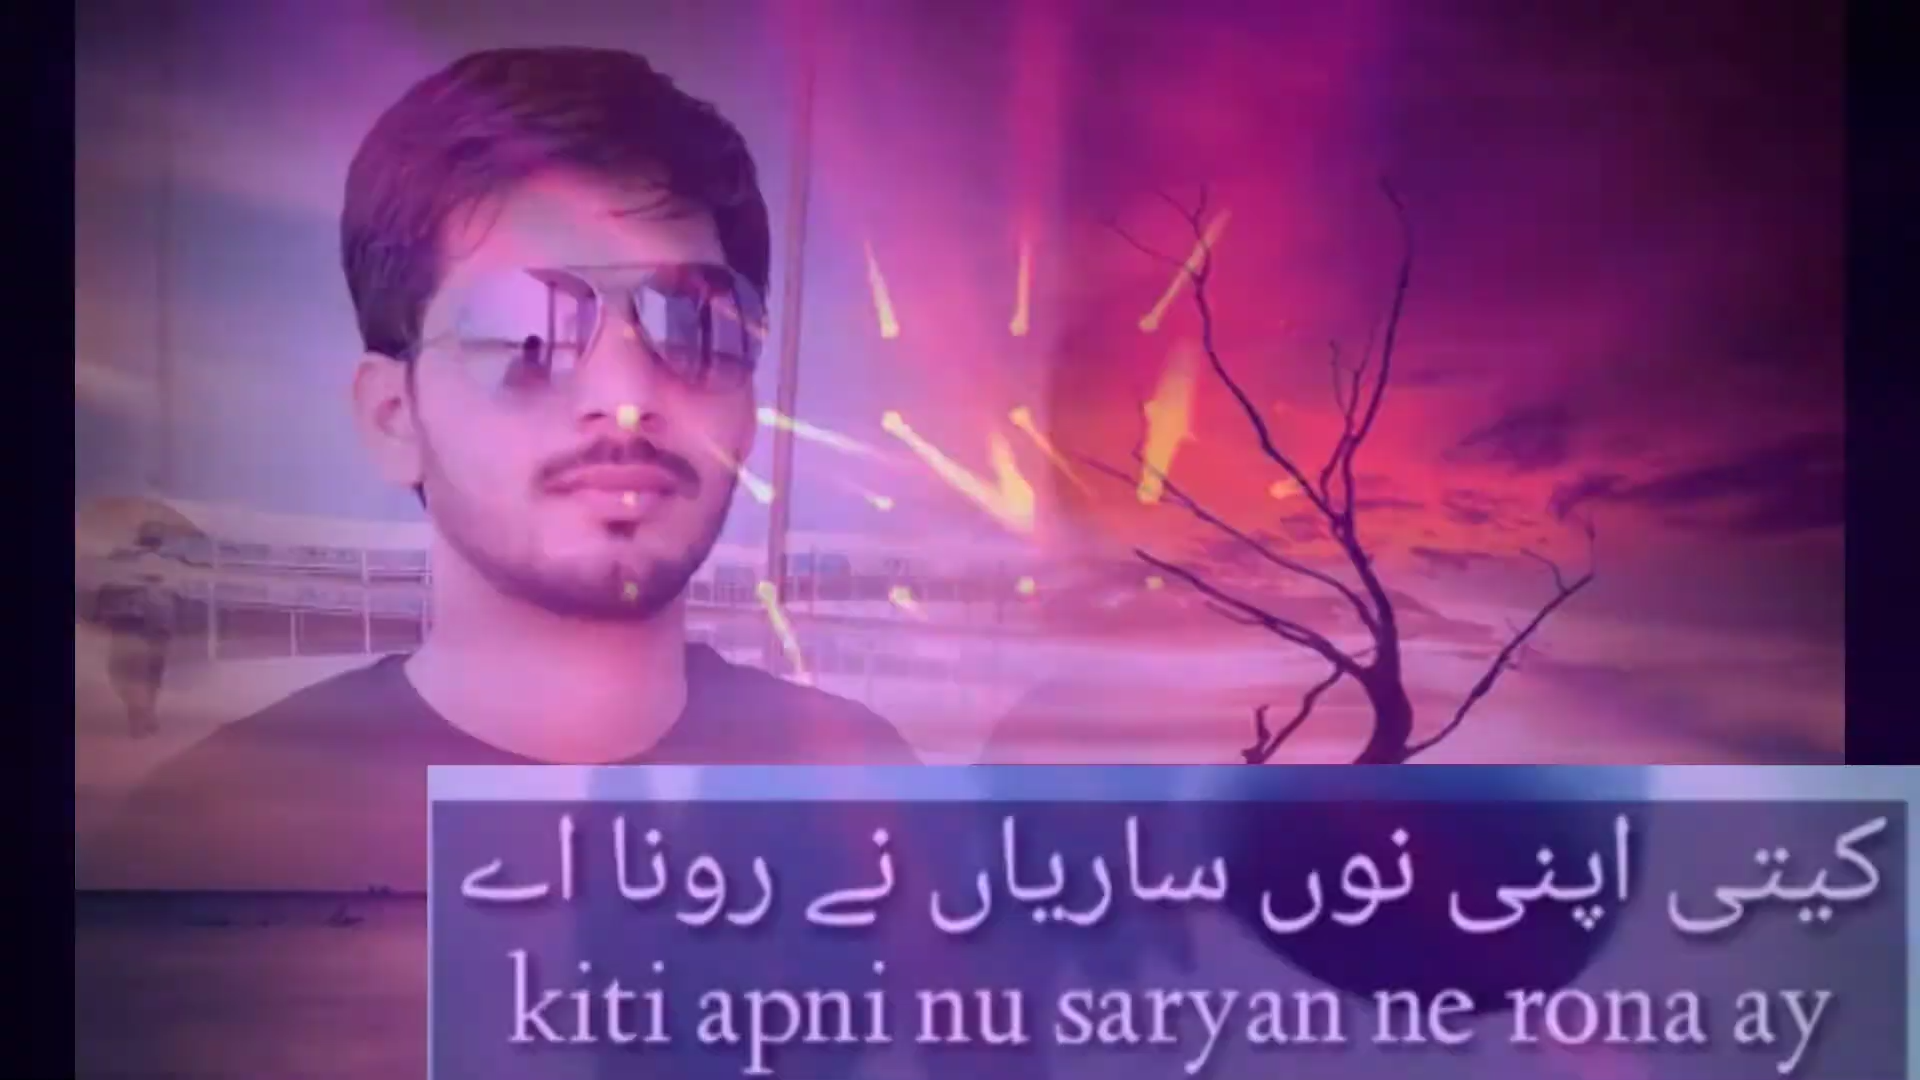 کیتی اپنی نوں ساریاں نے رونا اے
kiti apni nu saryan ne rona ay